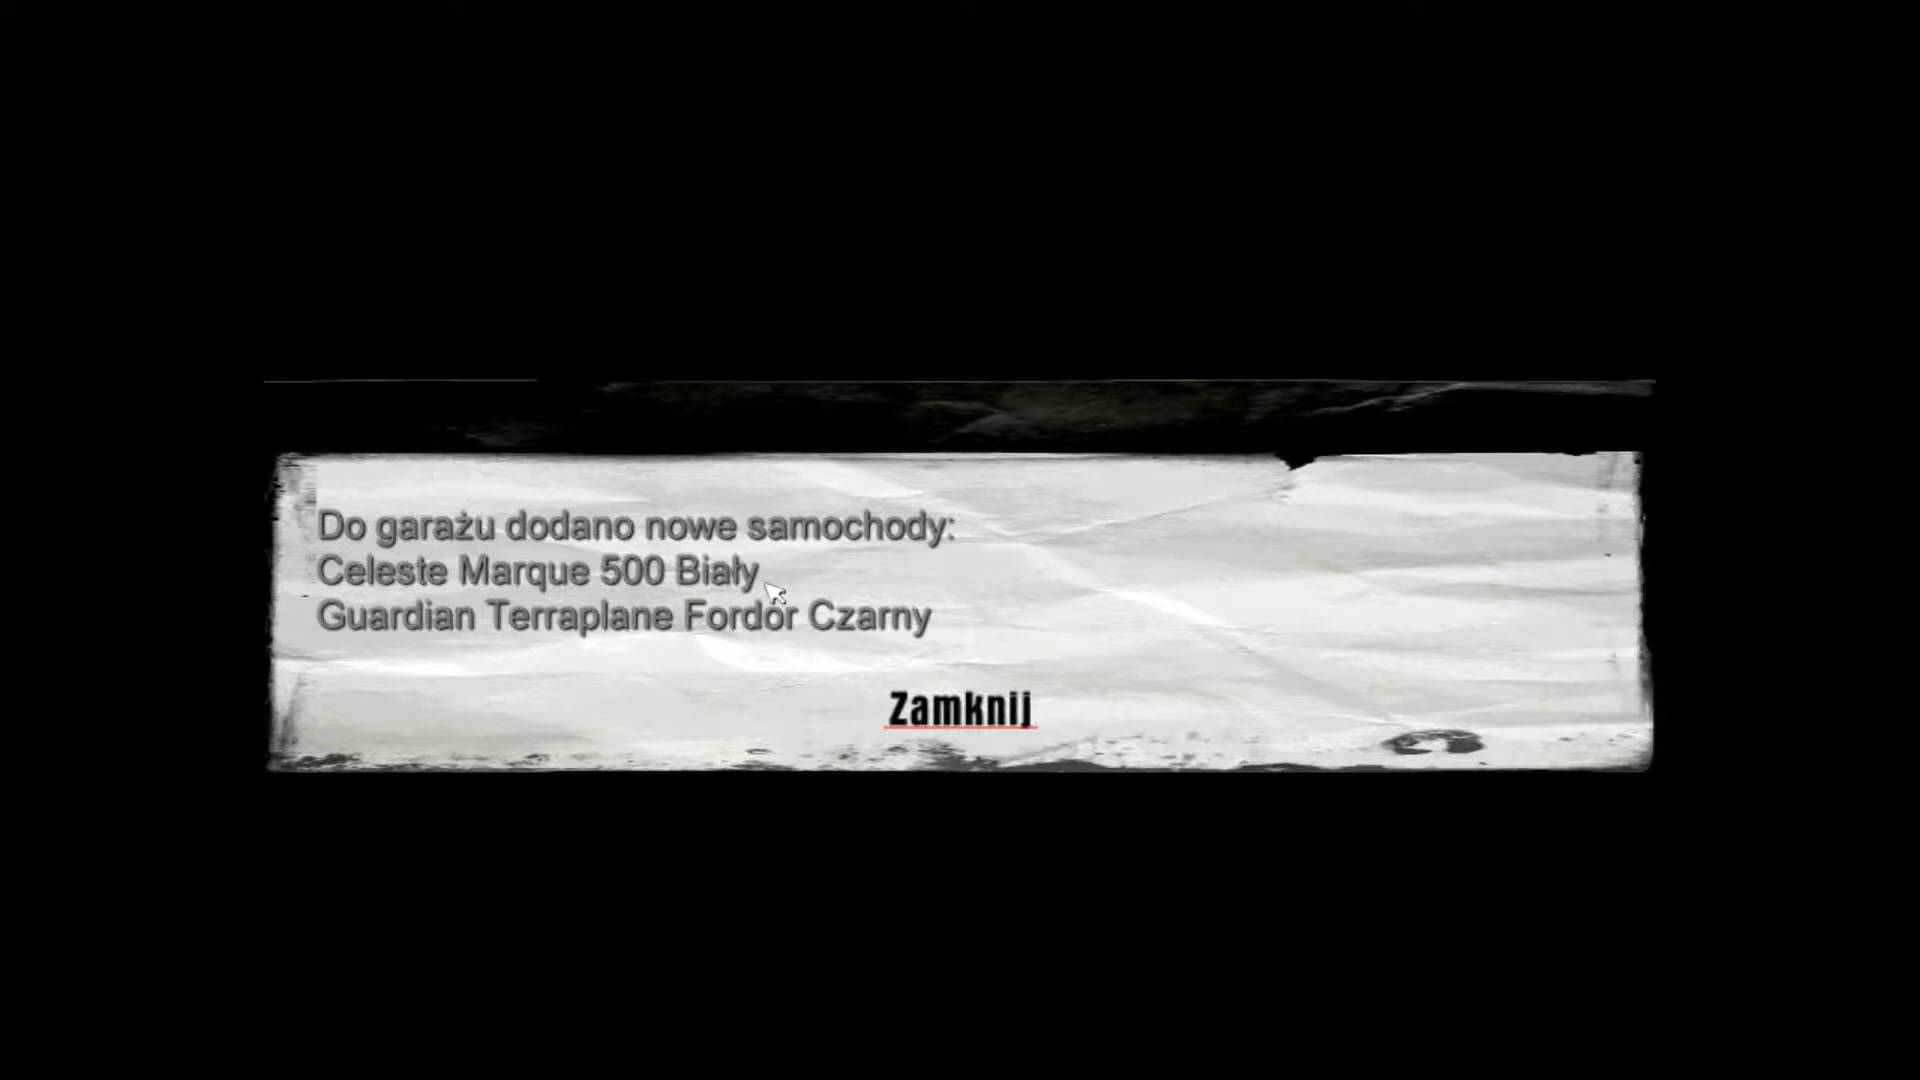 Do garażu dodano nowe samochody:
Celeste Marque 500 Biały
Guardian Terraplane Fordor Czarny
Zamknij